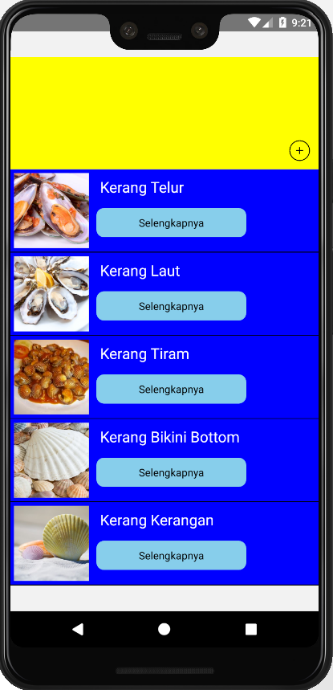 9:21
+
Kerang Telur
Selengkapnya
Kerang Laut
Selengkapnya
Kerang Tiram
Selengkapnya
Kerang Bikini Bottom
Selengkapnya
Kerang Kerangan
Selengkapnya